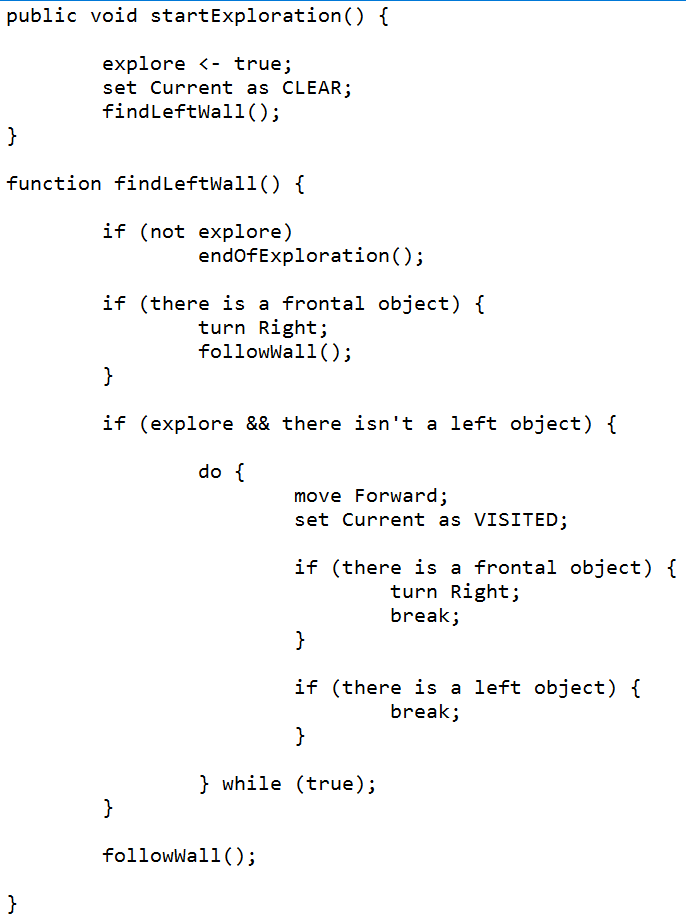 public void startExploration() {
explore <- true;
set Current as CLEAR;
findLeftWall();
}
function findLeftWall() {
if (not explore)
endOfExploration();
if (there is a frontal object) {
turn Right;
followWall();
}
if (explore && there isn't a left object) {
do {
move Forward;
set Current as VISITED;
if (there is a frontal object) {
turn Right;
break;
}
if (there is a left object) {
break;
}
} while (true);
}
followWall();
}